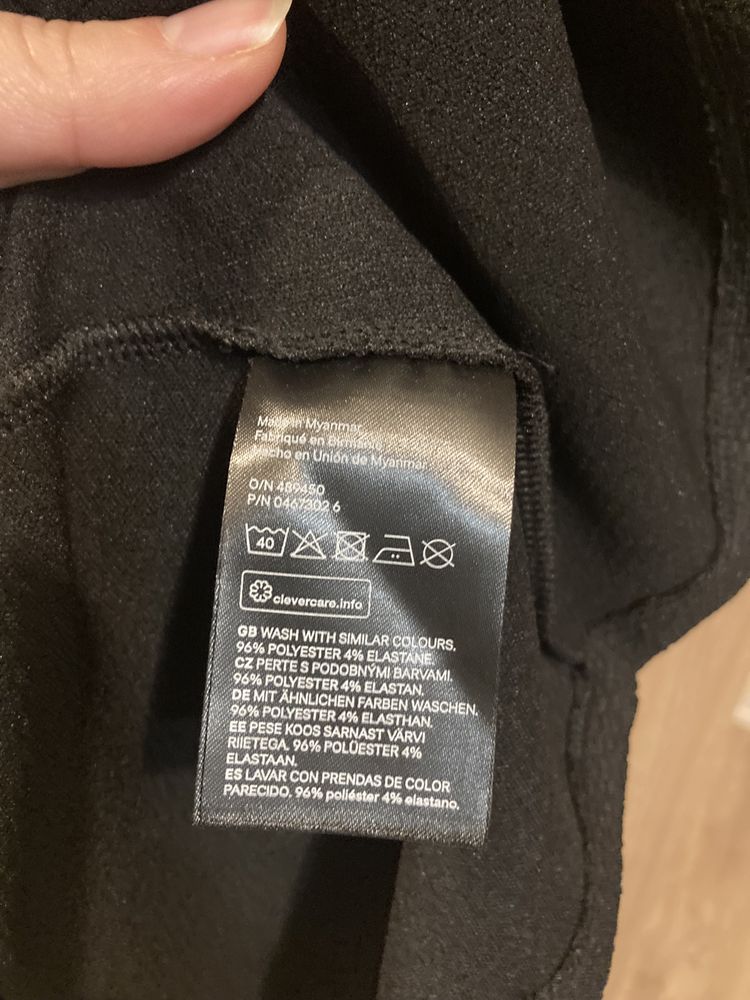 Made in Myanmar
Fabriqué en Birmanie
Hecho en Unión de Myanmar
O/N 489450
P/N 0467302 6
40
clevercare.info
GB WASH WITH SIMILAR COLOURS.
96% POLYESTER 4% ELASTANE.
CZ PERTE S PODOBNÝMI BARVAMI.
96% POLYESTER 4% ELASTAN.
DE MIT ÄHNLICHEN FARBEN WASCHEN.
96% POLYESTER 4% ELASTHAN.
EE PESE KOOS SARNAST VÄRVI
RIIETEGA. 96% POLÜESTER 4%
ELASTAAN.
ES LAVAR CON PRENDAS DE COLOR
PARECIDO. 96% poliéster 4% elastano.